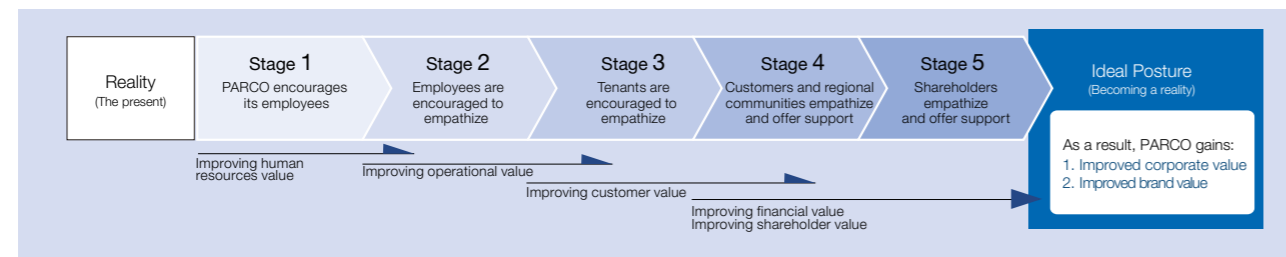 Reality
(The present)
Stage 1
PARCO encourages
its employees
Stage 2
Employees are
encouraged to
empathize
Stage 3
Tenants are
encouraged to
empathize
Stage 4
Customers and regional
communities empathize
and offer support
Stage 5
Shareholders
empathize
and offer support
Ideal Posture
(Becoming a reality)
As a result, PARCO gains:
1. Improved corporate value
2. Improved brand value
Improving human
resources value
Improving operational value
Improving customer value
Improving financial value
Improving shareholder value